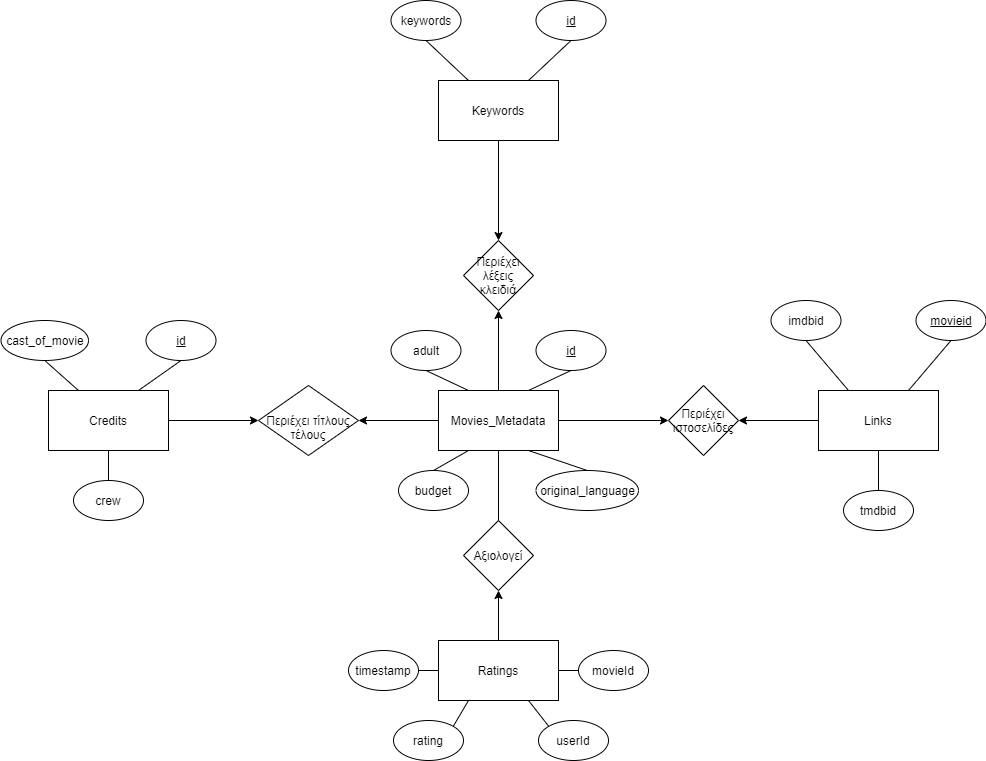 keywords
id
Keywords
Περιέχει
λέξεις
κλειδιά
cast_of_movie
id
adult
id
imdbid
movieid
Credits
Περιέχει τίτλους
τέλους
Movies_Metadata
Περιέχει
ιστοσελίδες
Links
crew
budget
original_language
tmdbid
Αξιολογεί
timestamp
Ratings
movieId
rating
userId